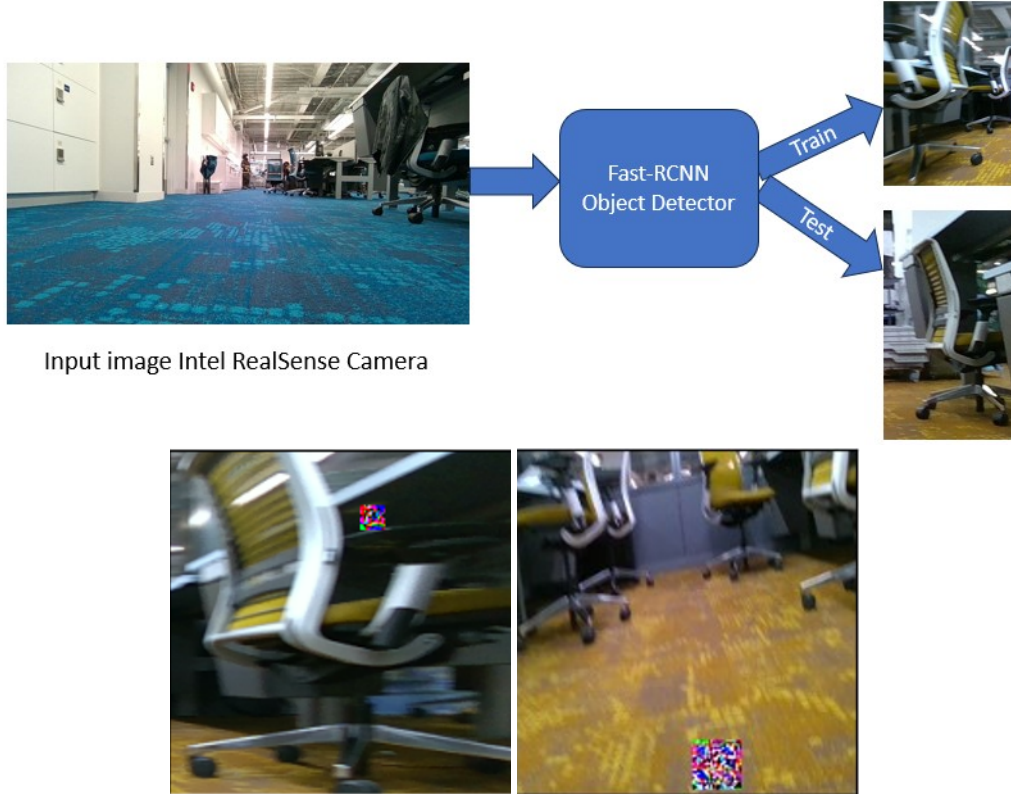 Fast-RCNN
Object Detector
Train
Test
Input image Intel RealSense Camera